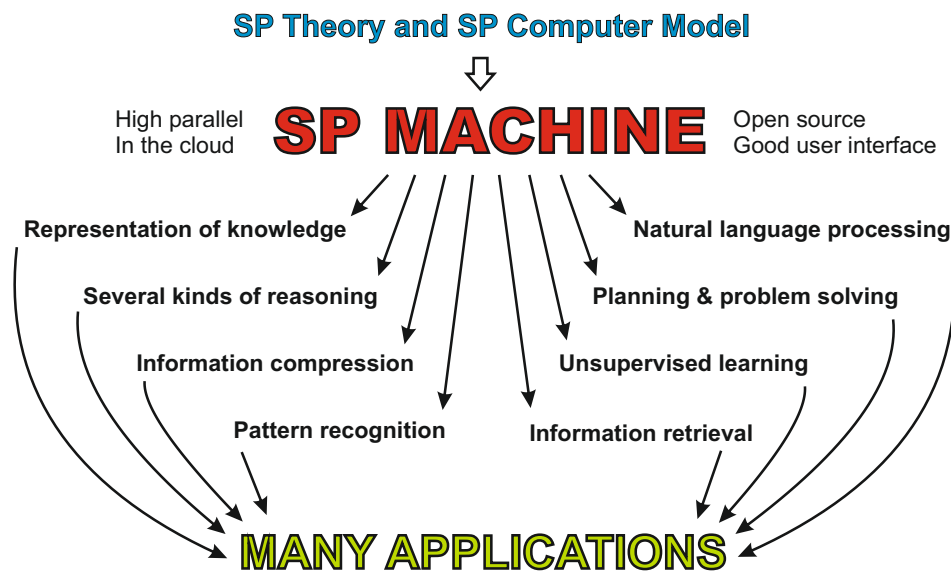 SP Theory and SP Computer Model
High parallel
In the cloud
SP MACHINE
Open source
Good user interface
Representation of knowledge
Natural language processing
Several kinds of reasoning
Planning & problem solving
Information compression
Unsupervised learning
Pattern recognition
Information retrieval
MANY APPLICATIONS